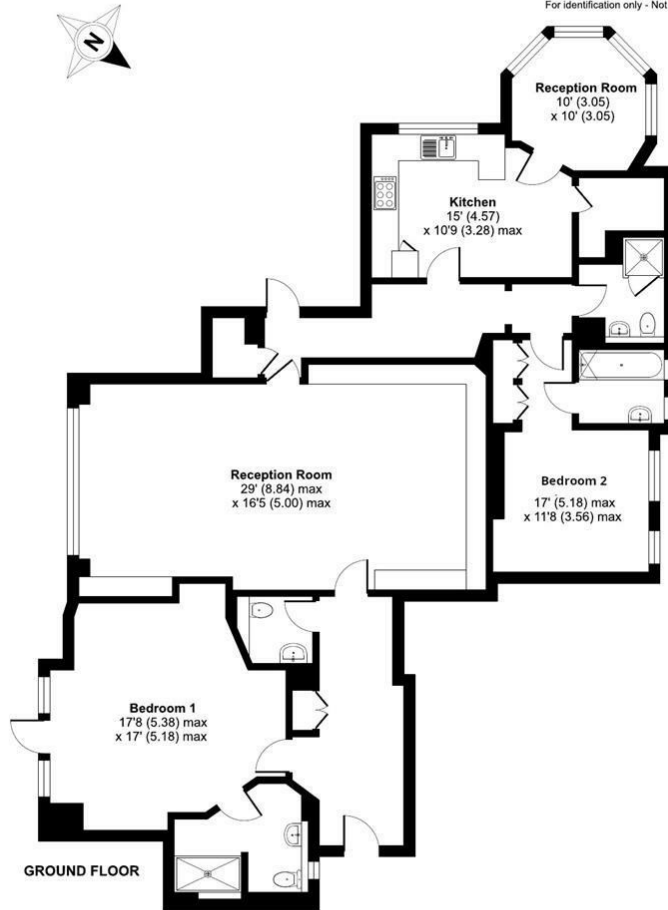 For identification only - Not
N
Reception Room
10' (3.05)
x 10' (3.05)
Kitchen
15' (4.57)
x 10'9 (3.28) max
Reception Room
29' (8.84) max
x 16'5 (5.00) max
Bedroom 2
17' (5.18) max
x 11'8 (3.56) max
Bedroom 1
17'8 (5.38) max
x 17' (5.18) max
GROUND FLOOR